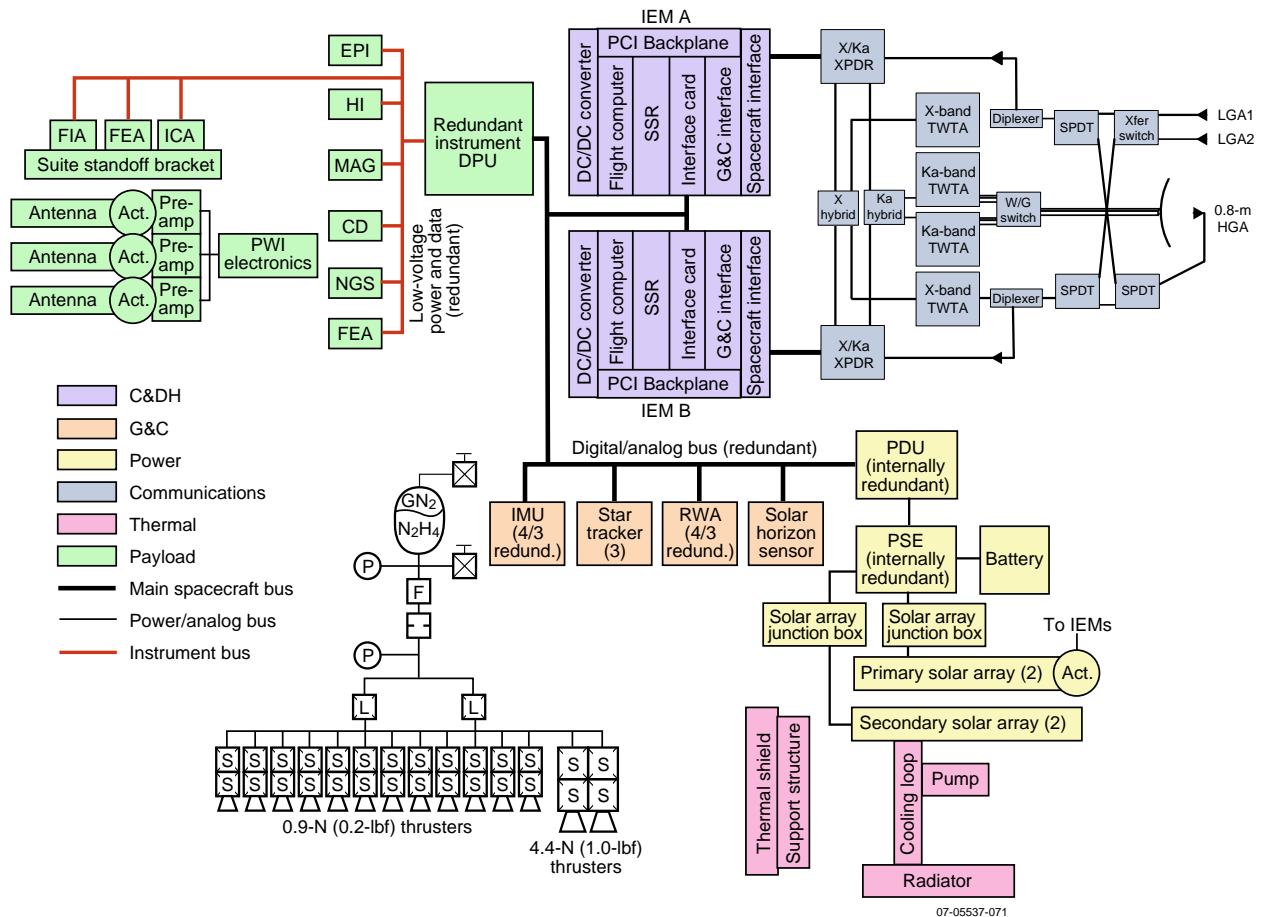 IEM A
EPI
HI
MAG
CD
NGS
FEA
FIA
FEA
ICA
Suite standoff bracket
Redundant
instrument
DPU
Antenna
Act.
Pre-
amp
Antenna
Act.
Pre-
amp
Antenna
Act.
Pre-
amp
PWI
electronics
Low-voltage
power and data
(redundant)
DC/DC converter
PCI Backplane
Flight computer
SSR
Interface card
G&C interface
Spacecraft interface
DC/DC converter
Flight computer
SSR
Interface card
G&C interface
PCI Backplane
Spacecraft interface
IEM B
X/Ka
XPDR
X
hybrid
Ka
hybrid
X/Ka
XPDR
X-band
TWTA
Ka-band
TWTA
Ka-band
TWTA
X-band
TWTA
Diplexer
W/G
switch
Diplexer
SPDT
Xfer
switch
SPDT
SPDT
LGA1
LGA2
0.8-m
HGA
C&DH
G&C
Power
Communications
Thermal
Payload
Main spacecraft bus
Power/analog bus
Instrument bus
Digital/analog bus (redundant)
IMU
(4/3
redund.)
Star
tracker
(3)
RWA
(4/3
redund.)
Solar
horizon
sensor
PDU
(internally
redundant)
PSE
(internally
redundant)
Battery
Solar array
junction box
Solar array
junction box
To IEMs
Primary solar array (2)
Act.
Secondary solar array (2)
Thermal shield
Support structure
Cooling loop
Pump
Radiator
GN2
N2H4
P
F
P
L
L
S S S S S S S S S S S S
S S S S S S S S S S S S
S S
S S
0.9-N (0.2-lbf) thrusters
4.4-N (1.0-lbf)
thrusters
07-05537-071